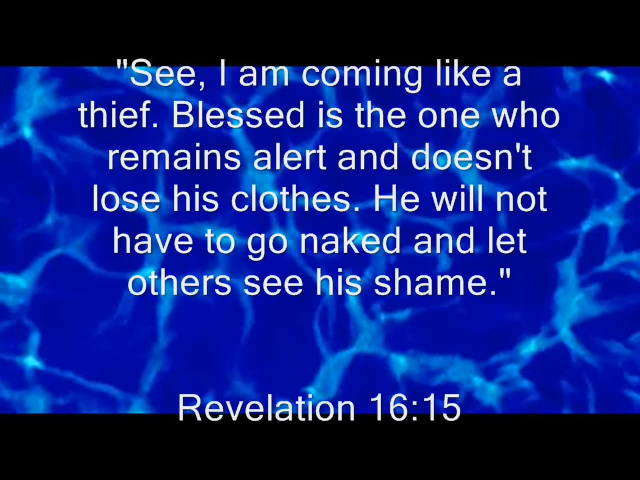 "See, I am coming like a
thief. Blessed is the one who
remains alert and doesn't
lose his clothes. He will not
have to go naked and let
others see his shame."
Revelation 16:15